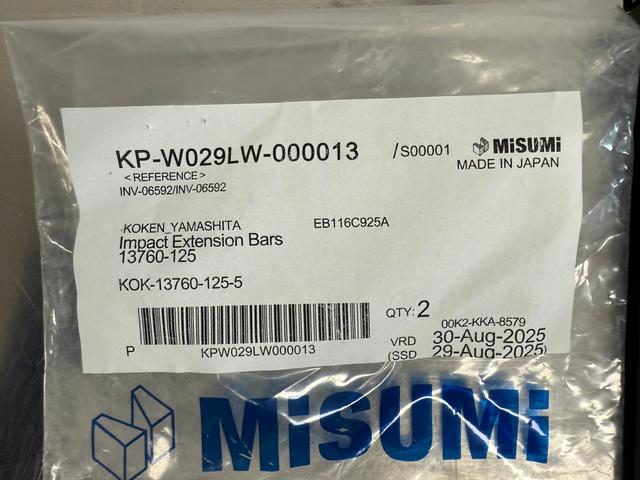 KP-W029LW-000013 /S00001 MiSUMi
<REFERENCE> MADE IN JAPAN
INV-06592/INV-06592
KOKEN_YAMASHITA EB116C925A
Impact Extension Bars
13760-125
KOK-13760-125-5
QTY: 2
00K2-KKA-8579
P KPW029LW000013
VRD 30-Aug-2025
(SSD 29-Aug-2025)
MiSUMi